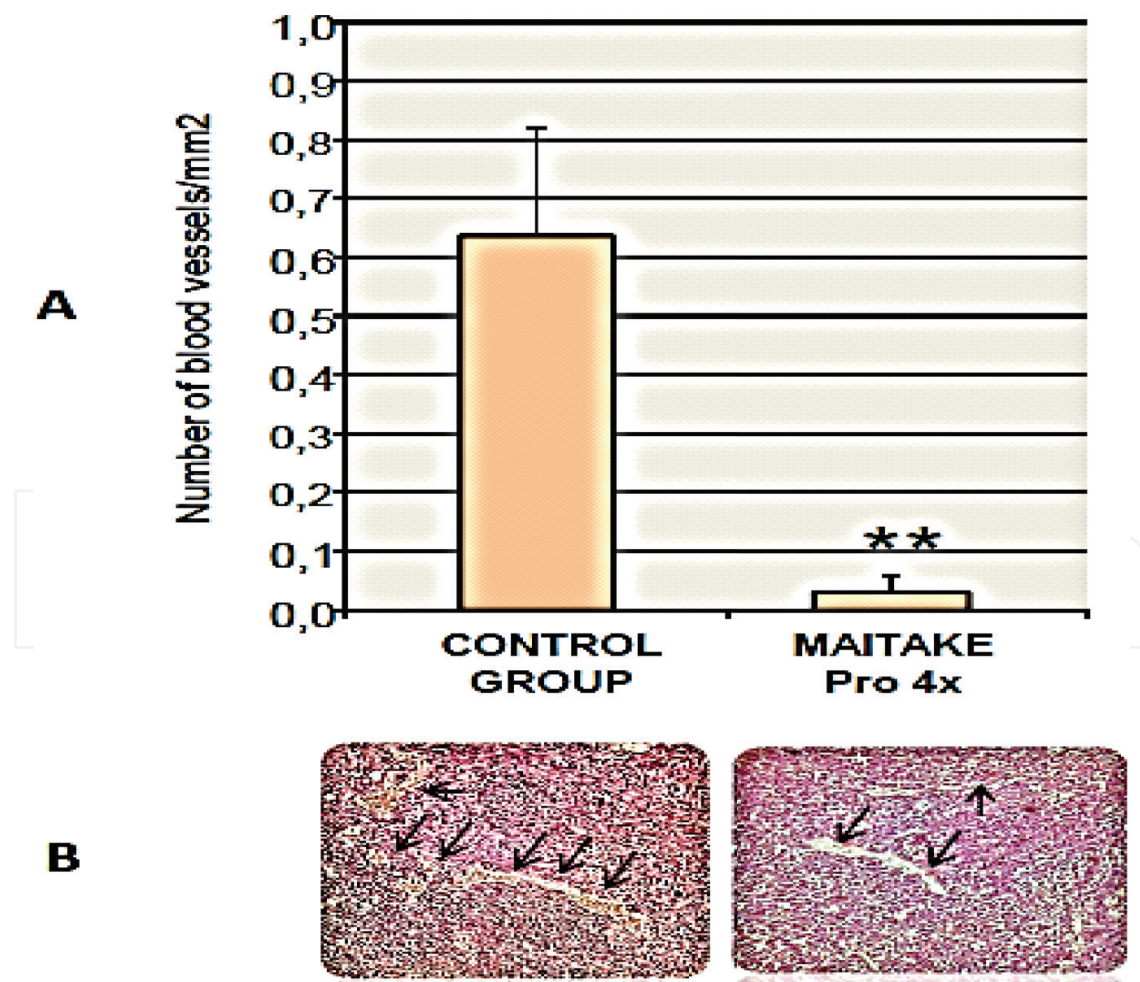 1,0
0,9
0,8
0,7
0,6
0,5
0,4
0,3
0,2
0,1
0,0
Number of blood vessels/mm2
A
**
CONTROL
GROUP
MAITAKE
Pro 4x
B